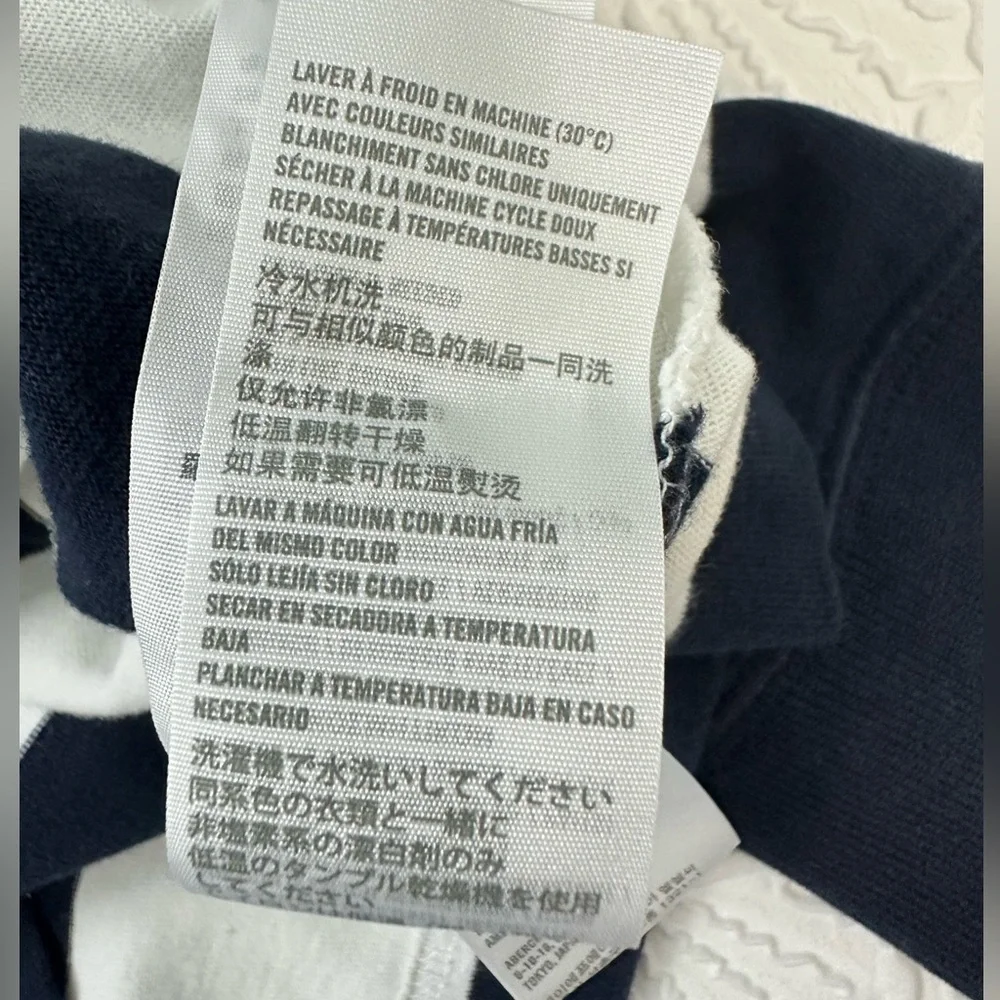 LAVER À FROID EN MACHINE (30°C)
AVEC COULEURS SIMILAIRES
BLANCHIMENT SANS CHLORE UNIQUEMENT
SÉCHER À LA MACHINE CYCLE DOUX
REPASSAGE À TEMPÉRATURES BASSES SI
NÉCESSAIRE
冷水机洗
可与相似颜色的制品一同洗
涤
仅允许非氯漂
低温翻转干燥
如果需要可低温熨烫
LAVAR A MÁQUINA CON AGUA FRÍA
DEL MISMO COLOR
SÓLO LEJÍA SIN CLORO
SECAR EN SECADORA A TEMPERATURA
BAJA
PLANCHAR A TEMPERATURA BAJA EN CASO
NECESARIO
洗濯機で水洗いしてください
同系色の衣類と一緒に
非塩素系の漂白剤のみ
低温のタンブル乾燥機を使用
してください
ABERC
TOKYO, JAP